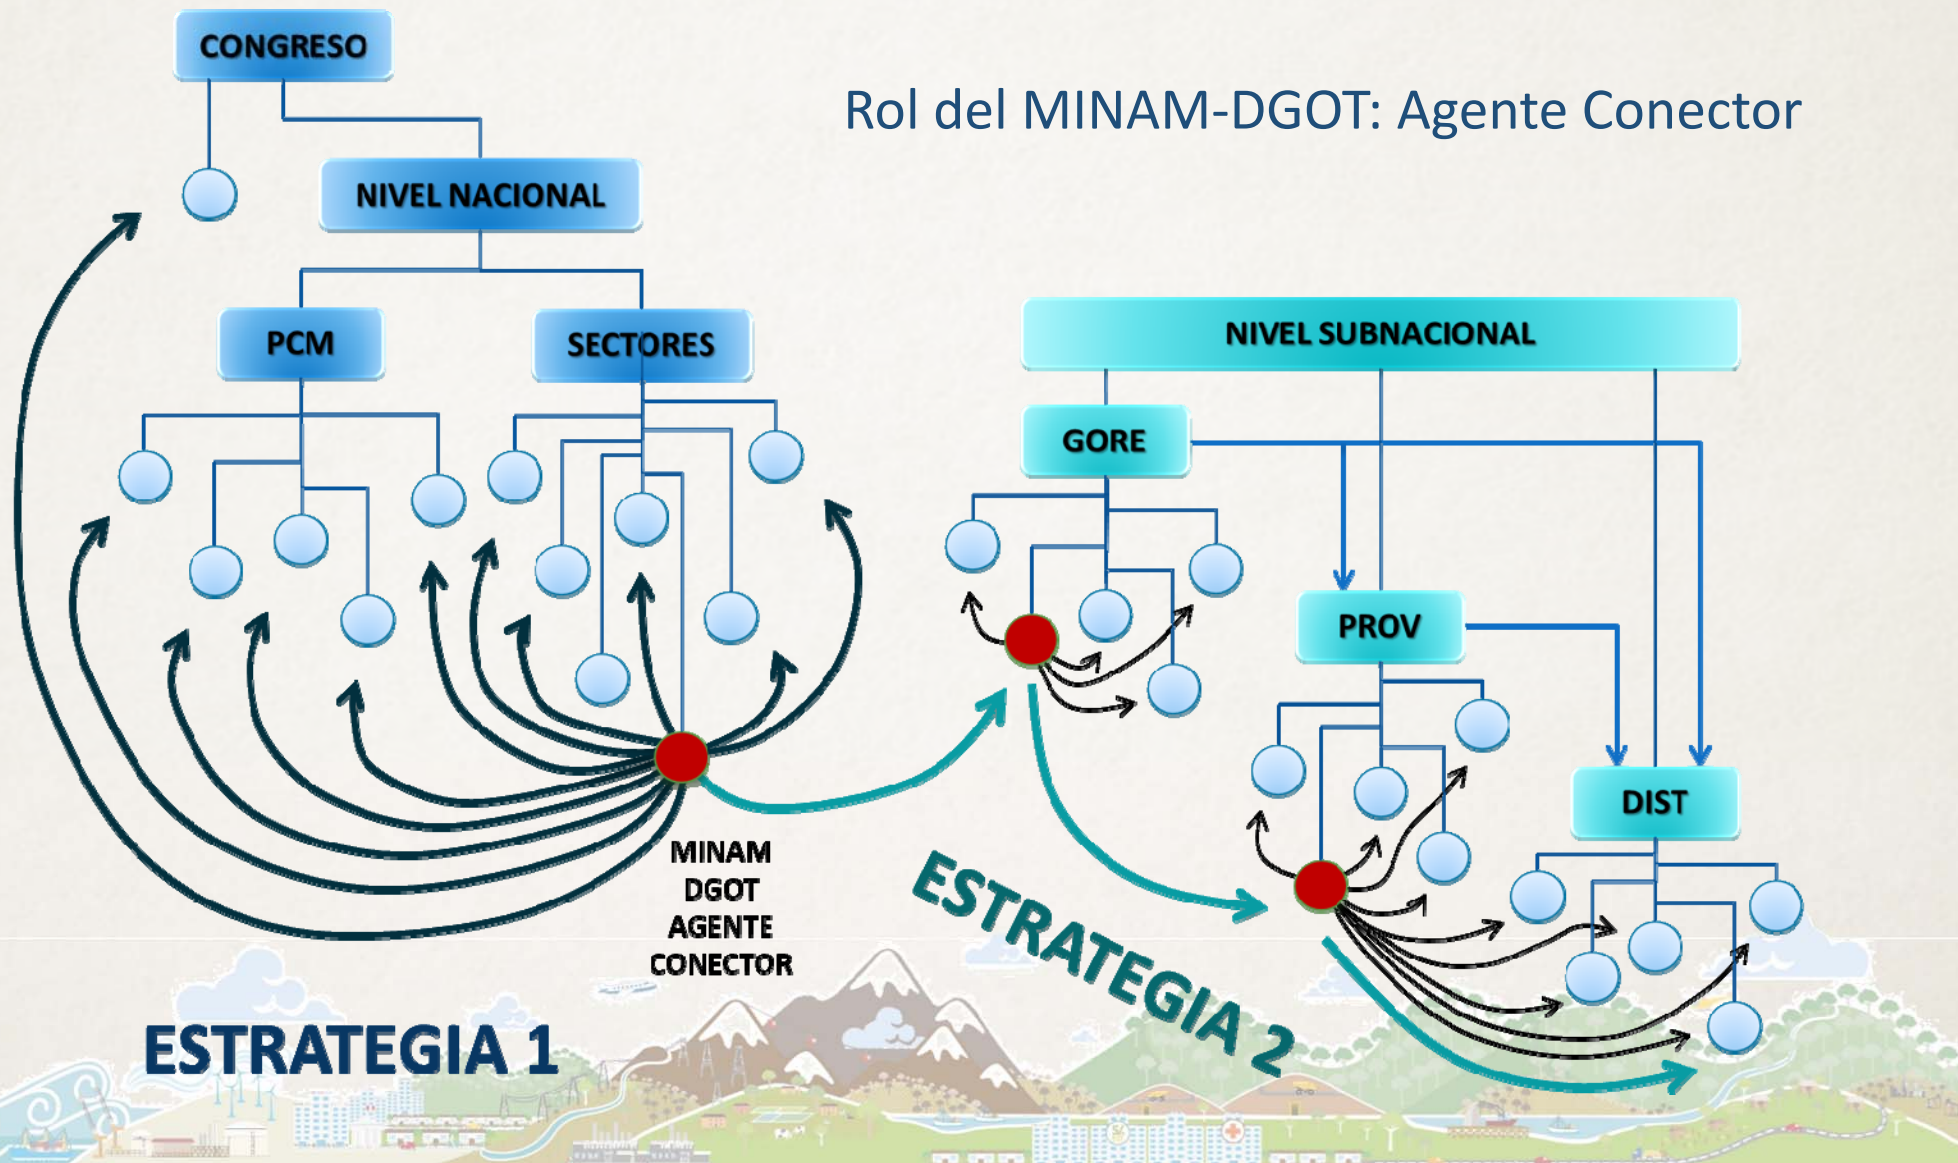 CONGRESO
Rol del MINAM-DGOT: Agente Conector
NIVEL NACIONAL
PCM
SECTORES
NIVEL SUBNACIONAL
GORE
PROV
DIST
MINAM
DGOT
AGENTE
CONECTOR
ESTRATEGIA 1
ESTRATEGIA 2